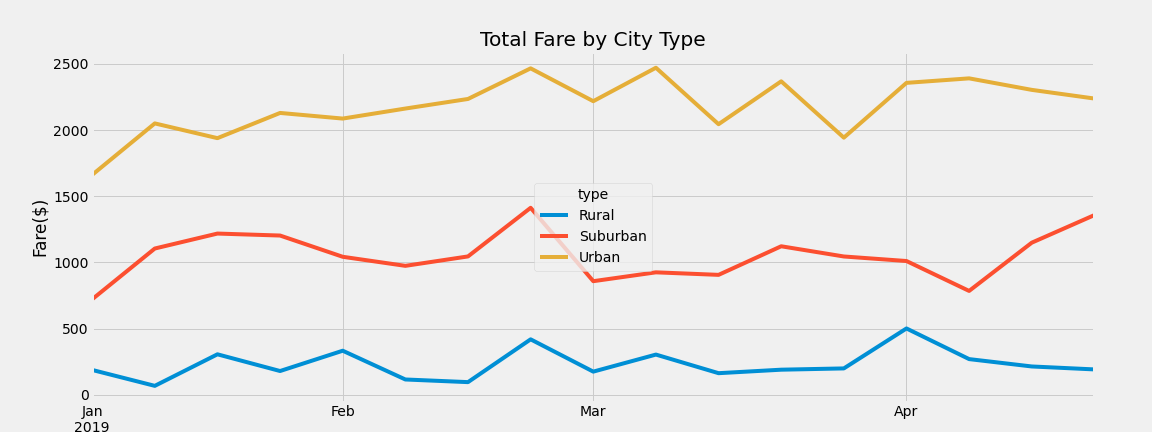 Total Fare by City Type
Fare($)
2500
2000
1500
1000
500
0
type
Rural
Suburban
Urban
Jan
2019
Feb
Mar
Apr